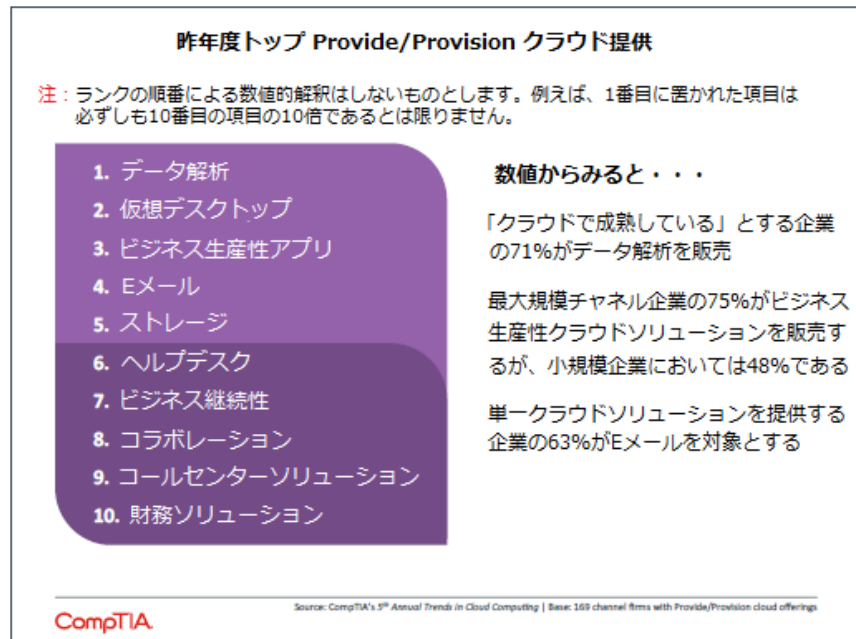 昨年度トップ Provide/Provision クラウド提供
注：ランクの順番による数値的解釈はしないものとします。例えば、1番目に置かれた項目は
必ずしも10番目の項目の10倍であるとは限りません。
1. データ解析
2. 仮想デスクトップ
3. ビジネス生産性アプリ
4. Eメール
5. ストレージ
6. ヘルプデスク
7. ビジネス継続性
8. コラボレーション
9. コールセンターソリューション
10. 財務ソリューション
数値からみると・・・
「クラウドで成熟している」とする企業
の71%がデータ解析を販売
最大規模チャネル企業の75%がビジネス
生産性クラウドソリューションを販売す
るが、小規模企業においては48%である
単一クラウドソリューションを提供する
企業の63%がEメールを対象とする
Source: CompTIA's 5th Annual Trends in Cloud Computing | Base: 169 channel firms with Provide/Provision cloud offerings
CompTIA.